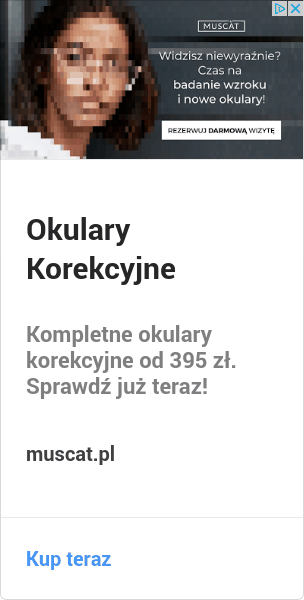 MUSCAT
Widzisz niewyraźnie?
Czas na
badanie wzroku
i nowe okulary!
REZERWUJ DARMOWĄ WIZYTĘ
Okulary
Korekcyjne
Kompletne okulary
korekcyjne od 395 zł.
Sprawdź już teraz!
muscat.pl
Kup teraz